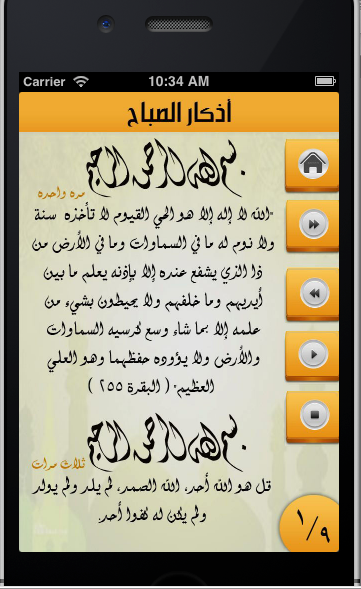 Carrier 10:34 AM
أذكار الصباح
بسم الله الرحمن الرحيم
مره واحده
"الله لا إله إلا هو الحي القيوم لا تأخذه سنة
ولا نوم له ما في السماوات وما في الأرض من
ذا الذي يشفع عنده إلا بإذنه يعلم ما بين
أيديهم وما خلفهم ولا يحيطون بشيء من
علمه إلا بما شاء وسع كرسيه السماوات
والأرض ولا يؤوده حفظهما وهو العلي
العظيم" ( البقرة ٢٥٥ )
بسم الله الرحمن الرحيم
ثلاث مرات
قل هو الله أحد، الله الصمد، لم يلد ولم يولد
ولم يكن له كفوا أحد.
١/٩